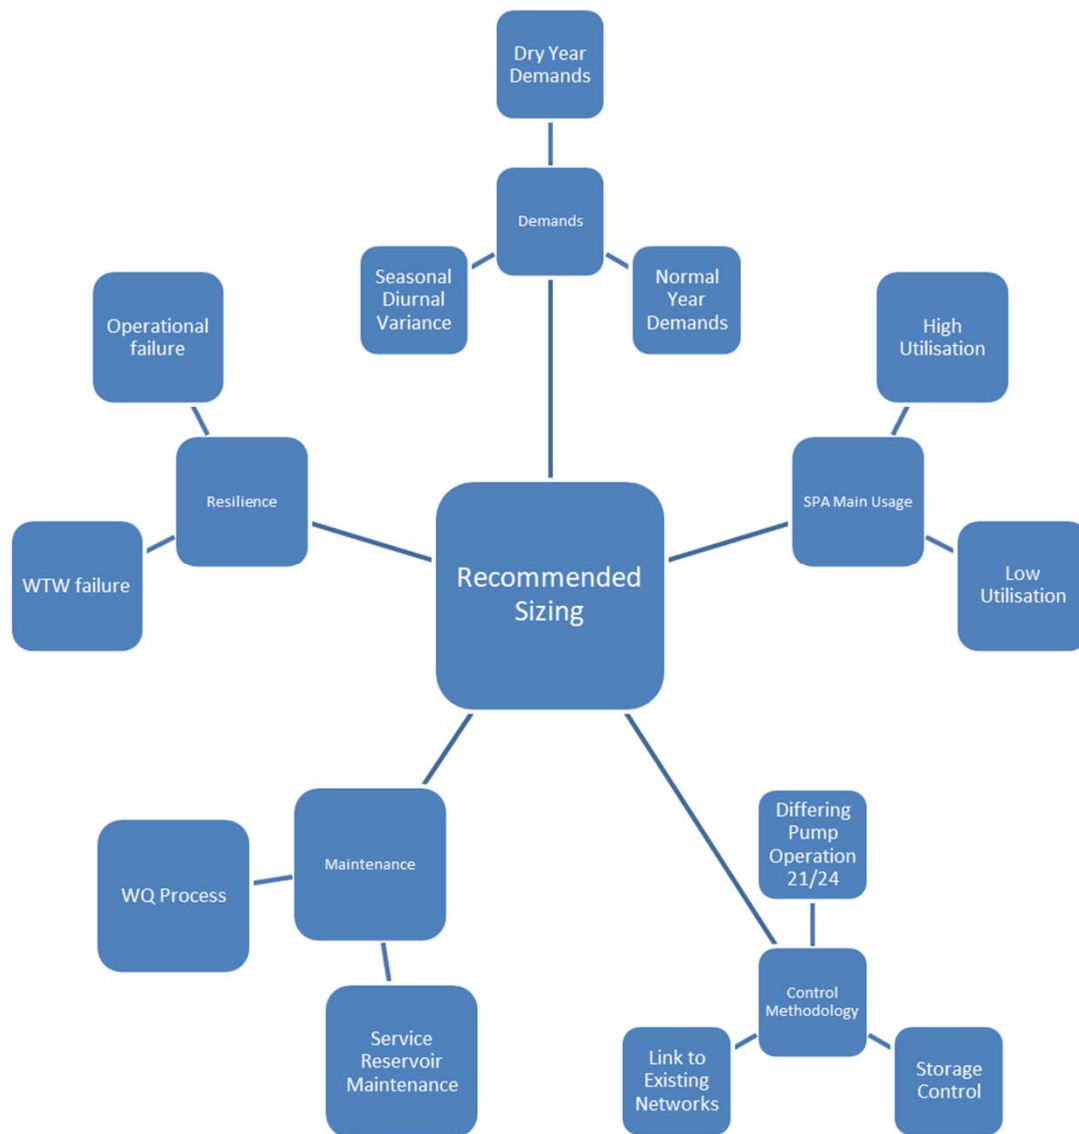 Dry Year
Demands
Demands
Seasonal
Diurnal
Variance
Normal
Year
Demands
Operational
failure
High
Utilisation
Resilience
SPA Main Usage
WTW failure
Low
Utilisation
Recommended
Sizing
Differing
Pump
Operation
21/24
Maintenance
WQ Process
Control
Methodology
Service
Reservoir
Maintenance
Link to
Existing
Networks
Storage
Control